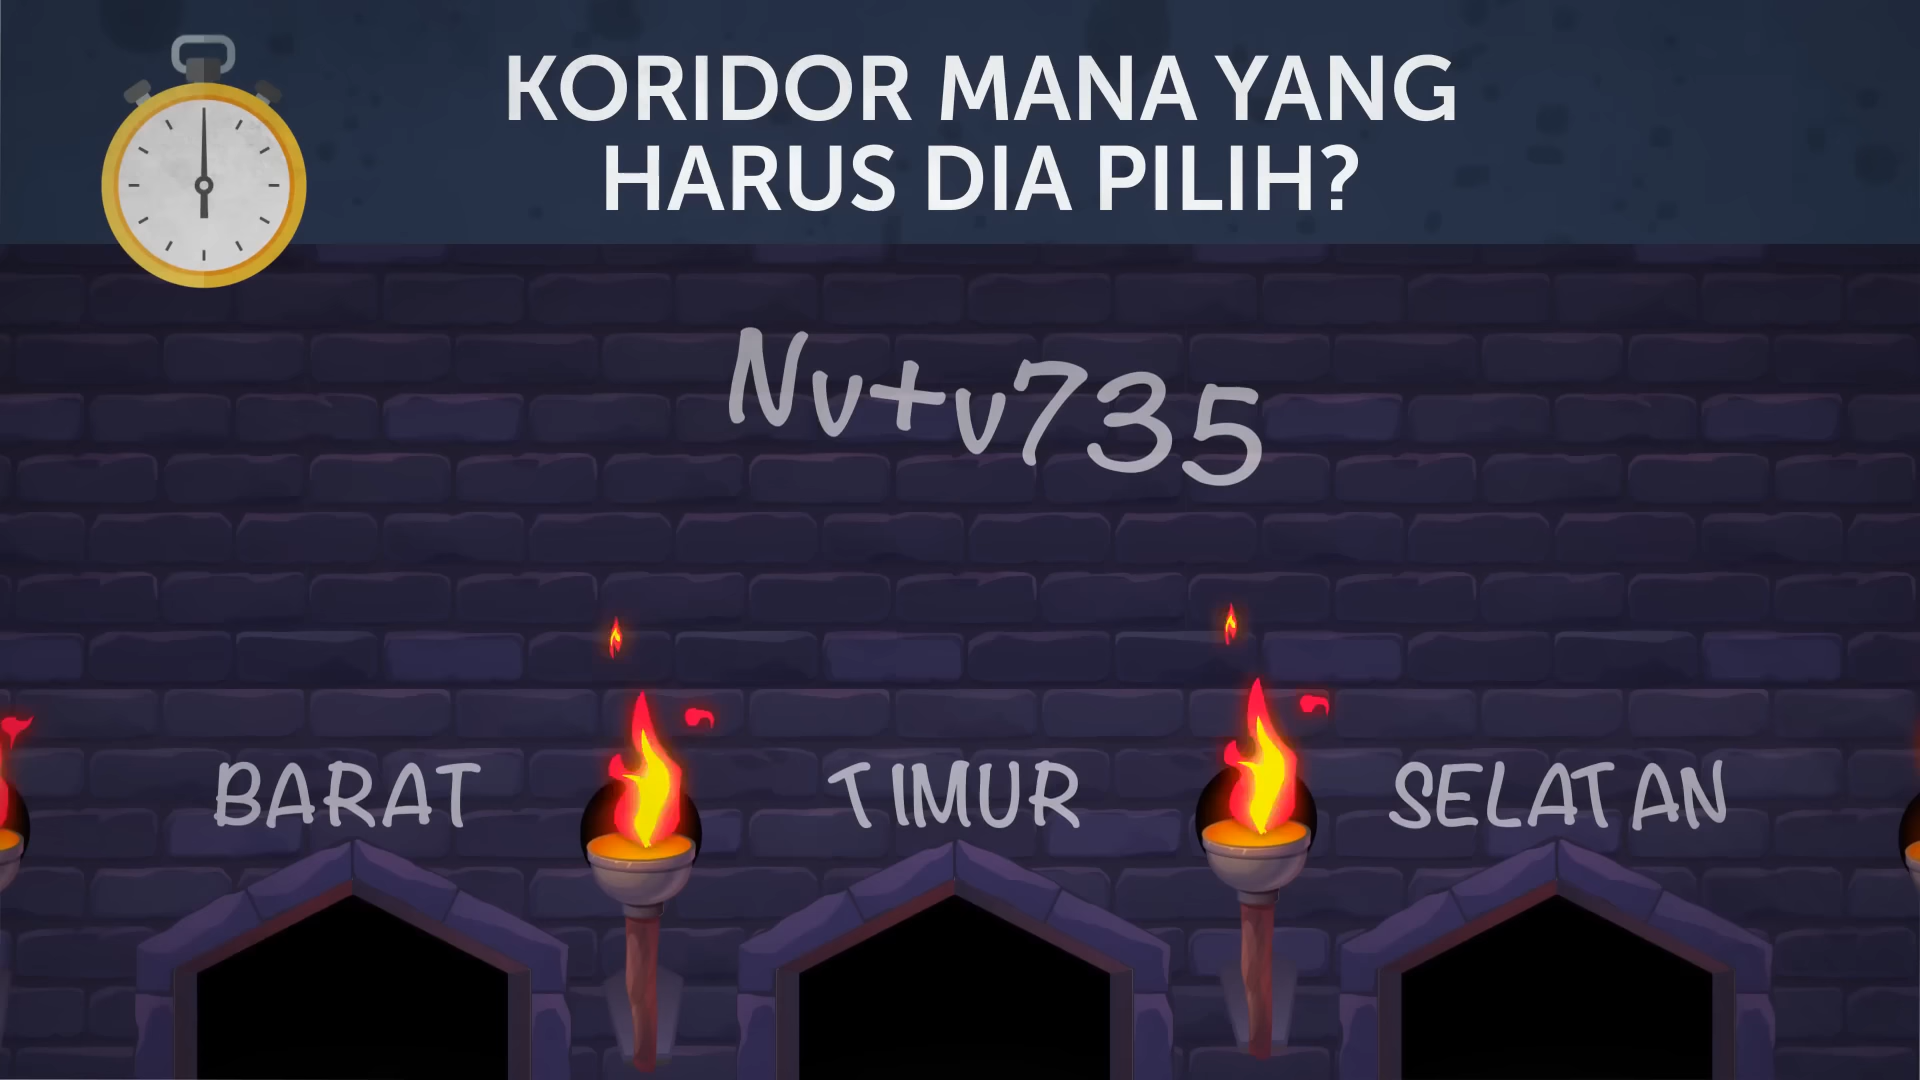 KORIDOR MANA YANG
HARUS DIA PILIH?
Nv+v735
BARAT TIMUR SELATAN